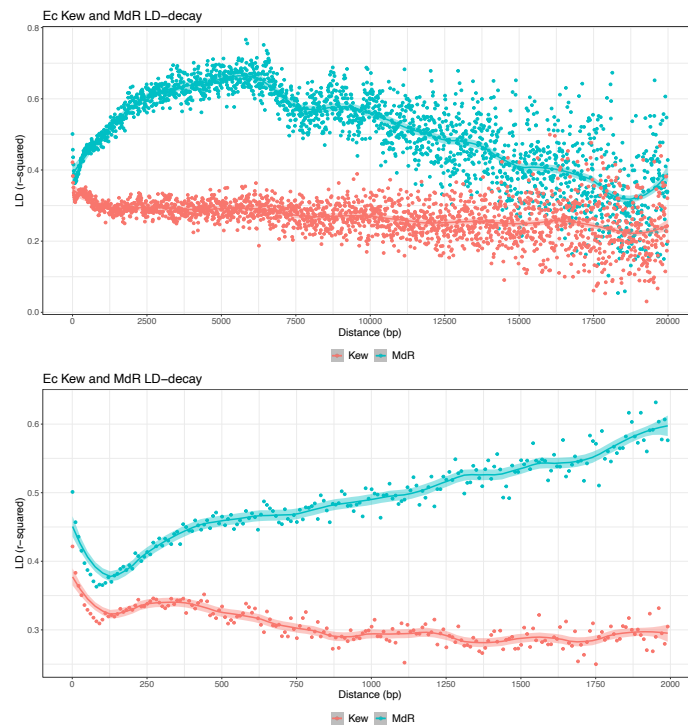 Ec Kew and MdR LD-decay
0.8
0.6
0.4
0.2
0.0
LD (r-squared)
0 2500 5000 7500 10000 12500 15000 17500 20000
Distance (bp)
Kew MdR
Ec Kew and MdR LD-decay
0.6
0.5
0.4
0.3
LD (r-squared)
0 250 500 750 1000 1250 1500 1750 2000
Distance (bp)
Kew MdR